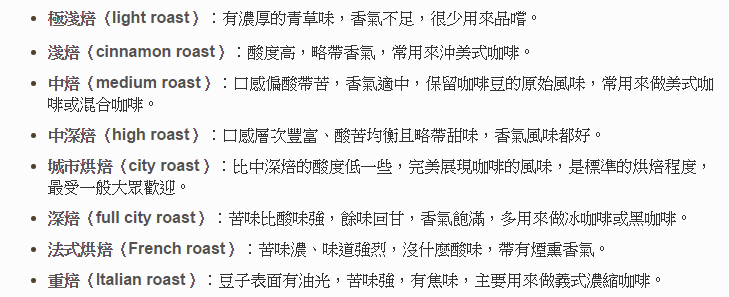 • 極淺焙（light roast）：有濃厚的青草味，香氣不足，很少用來品嚐。
• 淺焙（cinnamon roast）：酸度高，略帶香氣，常用來沖美式咖啡。
• 中焙（medium roast）：口感偏酸帶苦，香氣適中，保留咖啡豆的原始風味，常用來做美式咖
啡或混合咖啡。
• 中深焙（high roast）：口感層次豐富、酸苦均衡且略帶甜味，香氣風味都好。
• 城市烘焙（city roast）：比中深焙的酸度低一些，完美展現咖啡的風味，是標準的烘焙程度，
最受一般大眾歡迎。
• 深焙（full city roast）：苦味比酸味強，餘味回甘，香氣飽滿，多用來做冰咖啡或黑咖啡。
• 法式烘焙（French roast）：苦味濃、味道強烈，沒什麼酸味，帶有煙熏香氣。
• 重焙（Italian roast）：豆子表面有油光，苦味強，有焦味，主要用來做義式濃縮咖啡。